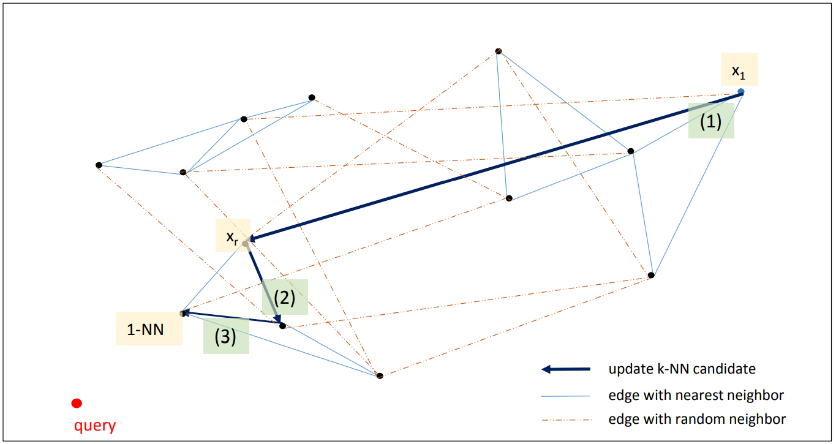 x1
(1)
xr
(2)
1-NN
(3)
update k-NN candidate
edge with nearest neighbor
edge with random neighbor
query